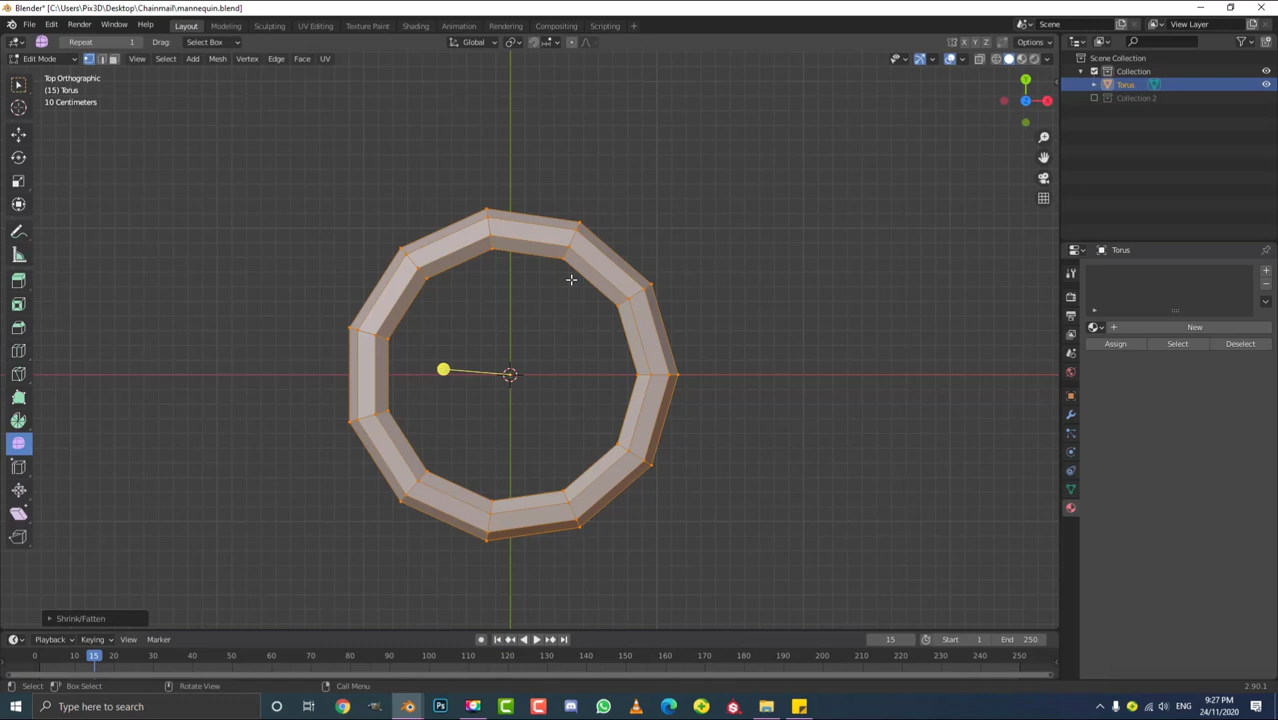 Blender* [C:\Users\Pix3D\Desktop\Chainmail\mannequin.blend]
File Edit Render Window Help Layout Modeling Sculpting UV Editing Texture Paint Shading Animation Rendering Compositing Scripting + Scene View Layer
Repeat 1 Drag: Select Box Global X Y Z Options
Edit Mode View Select Add Mesh Vertex Edge Face UV
Scene Collection
Collection
Torus
Collection 2
Top Orthographic
(15) Torus
10 Centimeters
Y
Z
X
Torus
New
Assign Select Deselect
Shrink/Fatten
Playback Keying View Marker 15 Start 1 End 250
0 10 15 20 30 40 50 60 70 80 90 100 110 120 130 140 150 160 170 180 190 200 210 220 230 240 250
Select Box Select Rotate View Call Menu 2.90.1
Type here to search ENG 9:27 PM
24/11/2020